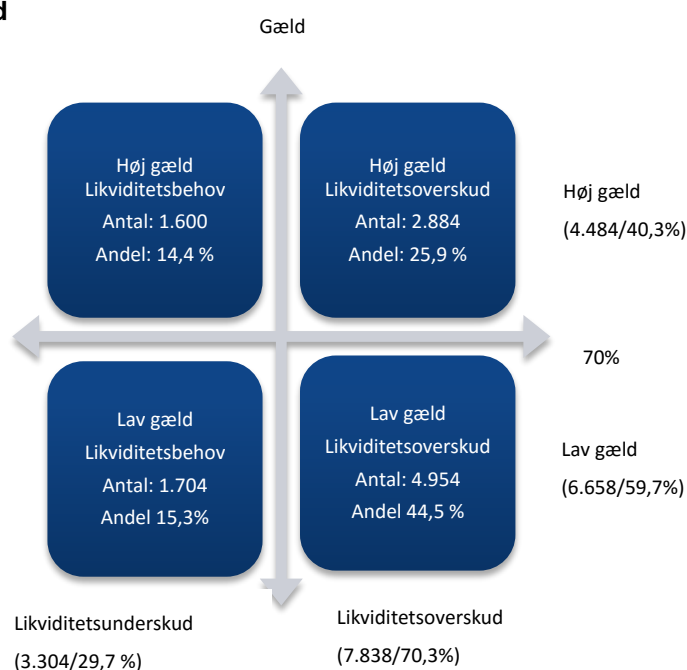 d
Gæld
Høj gæld
Likviditetsbehov
Antal: 1.600
Andel: 14,4 %
Høj gæld
Likviditetsoverskud
Antal: 2.884
Andel: 25,9 %
Høj gæld
(4.484/40,3%)
70%
Lav gæld
Likviditetsbehov
Antal: 1.704
Andel 15,3%
Lav gæld
Likviditetsoverskud
Antal: 4.954
Andel 44,5 %
Lav gæld
(6.658/59,7%)
Likviditetsunderskud
(3.304/29,7 %)
Likviditetsoverskud
(7.838/70,3%)